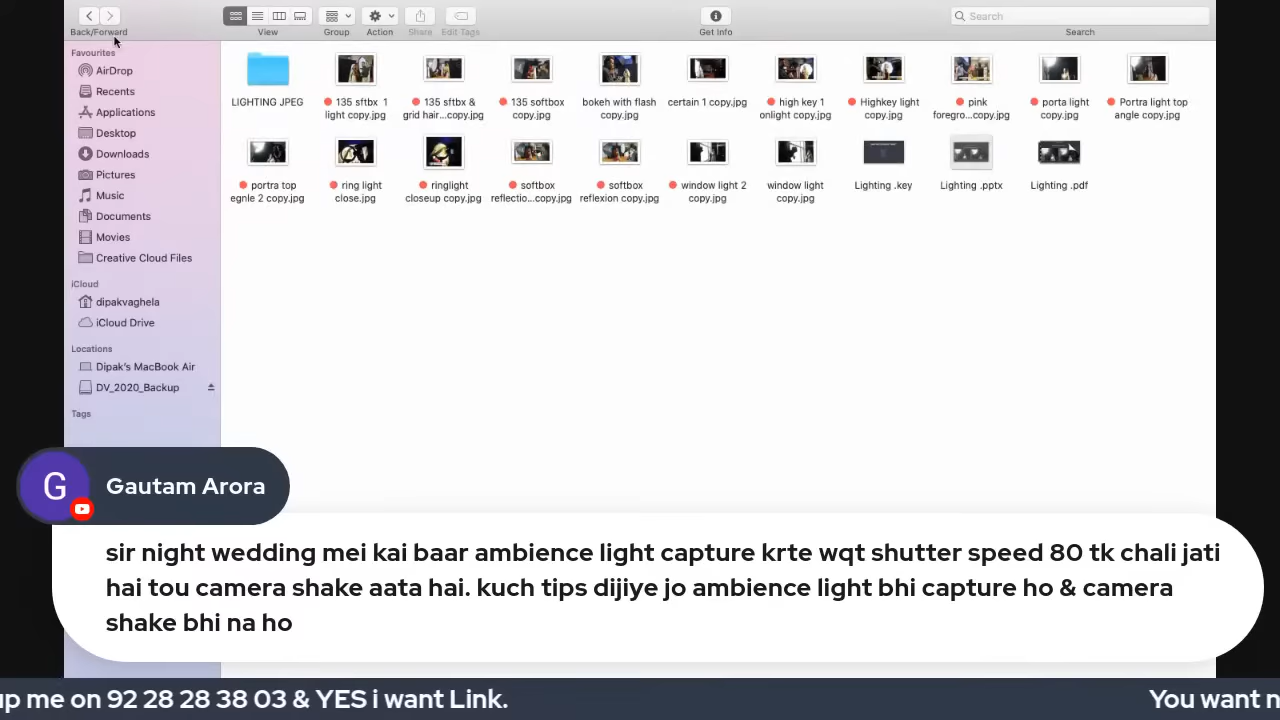 Back/Forward
View
Group
Action
Share
Edit Tags
Get Info
Search
Search
Favourites
AirDrop
Recents
Applications
Desktop
Downloads
Pictures
Music
Documents
Movies
Creative Cloud Files
iCloud
dipakvaghela
iCloud Drive
Locations
Dipak's MacBook Air
DV_2020_Backup
Tags
LIGHTING JPEG
135 sftbx 1
light copy.jpg
135 sftbx &
grid hair...copy.jpg
135 softbox
copy.jpg
bokeh with flash
copy.jpg
certain 1 copy.jpg
high key 1
onlight copy.jpg
Highkey light
copy.jpg
pink
foregro...copy.jpg
porta light
copy.jpg
Portra light top
angle copy.jpg
portra top
egnle 2 copy.jpg
ring light
close.jpg
ringlight
closeup copy.jpg
softbox
reflectio...copy.jpg
softbox
reflexion copy.jpg
window light 2
copy.jpg
window light
copy.jpg
Lighting .key
Lighting .pptx
Lighting .pdf
G
Gautam Arora
sir night wedding mei kai baar ambience light capture krte wqt shutter speed 80 tk chali jati
hai tou camera shake aata hai. kuch tips dijiye jo ambience light bhi capture ho & camera
shake bhi na ho
up me on 92 28 28 38 03 & YES i want Link.
You want n